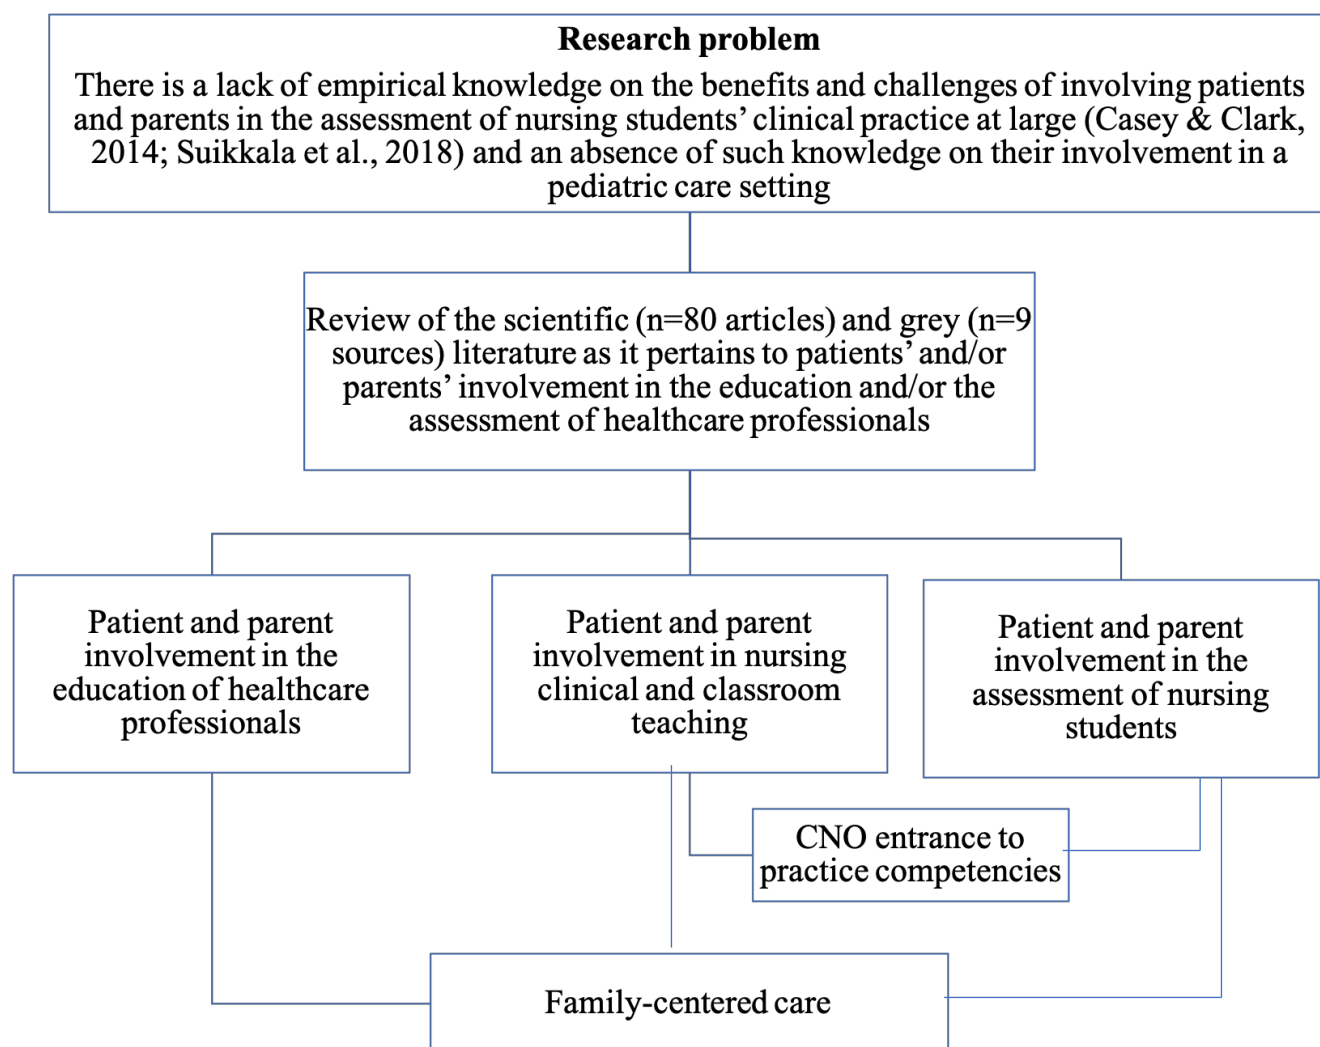 Research problem
There is a lack of empirical knowledge on the benefits and challenges of involving patients
and parents in the assessment of nursing students’ clinical practice at large (Casey & Clark,
2014; Suikkala et al., 2018) and an absence of such knowledge on their involvement in a
pediatric care setting
Review of the scientific (n=80 articles) and grey (n=9
sources) literature as it pertains to patients’ and/or
parents’ involvement in the education and/or the
assessment of healthcare professionals
Patient and parent
involvement in the
education of healthcare
professionals
Patient and parent
involvement in nursing
clinical and classroom
teaching
Patient and parent
involvement in the
assessment of nursing
students
CNO entrance to
practice competencies
Family-centered care